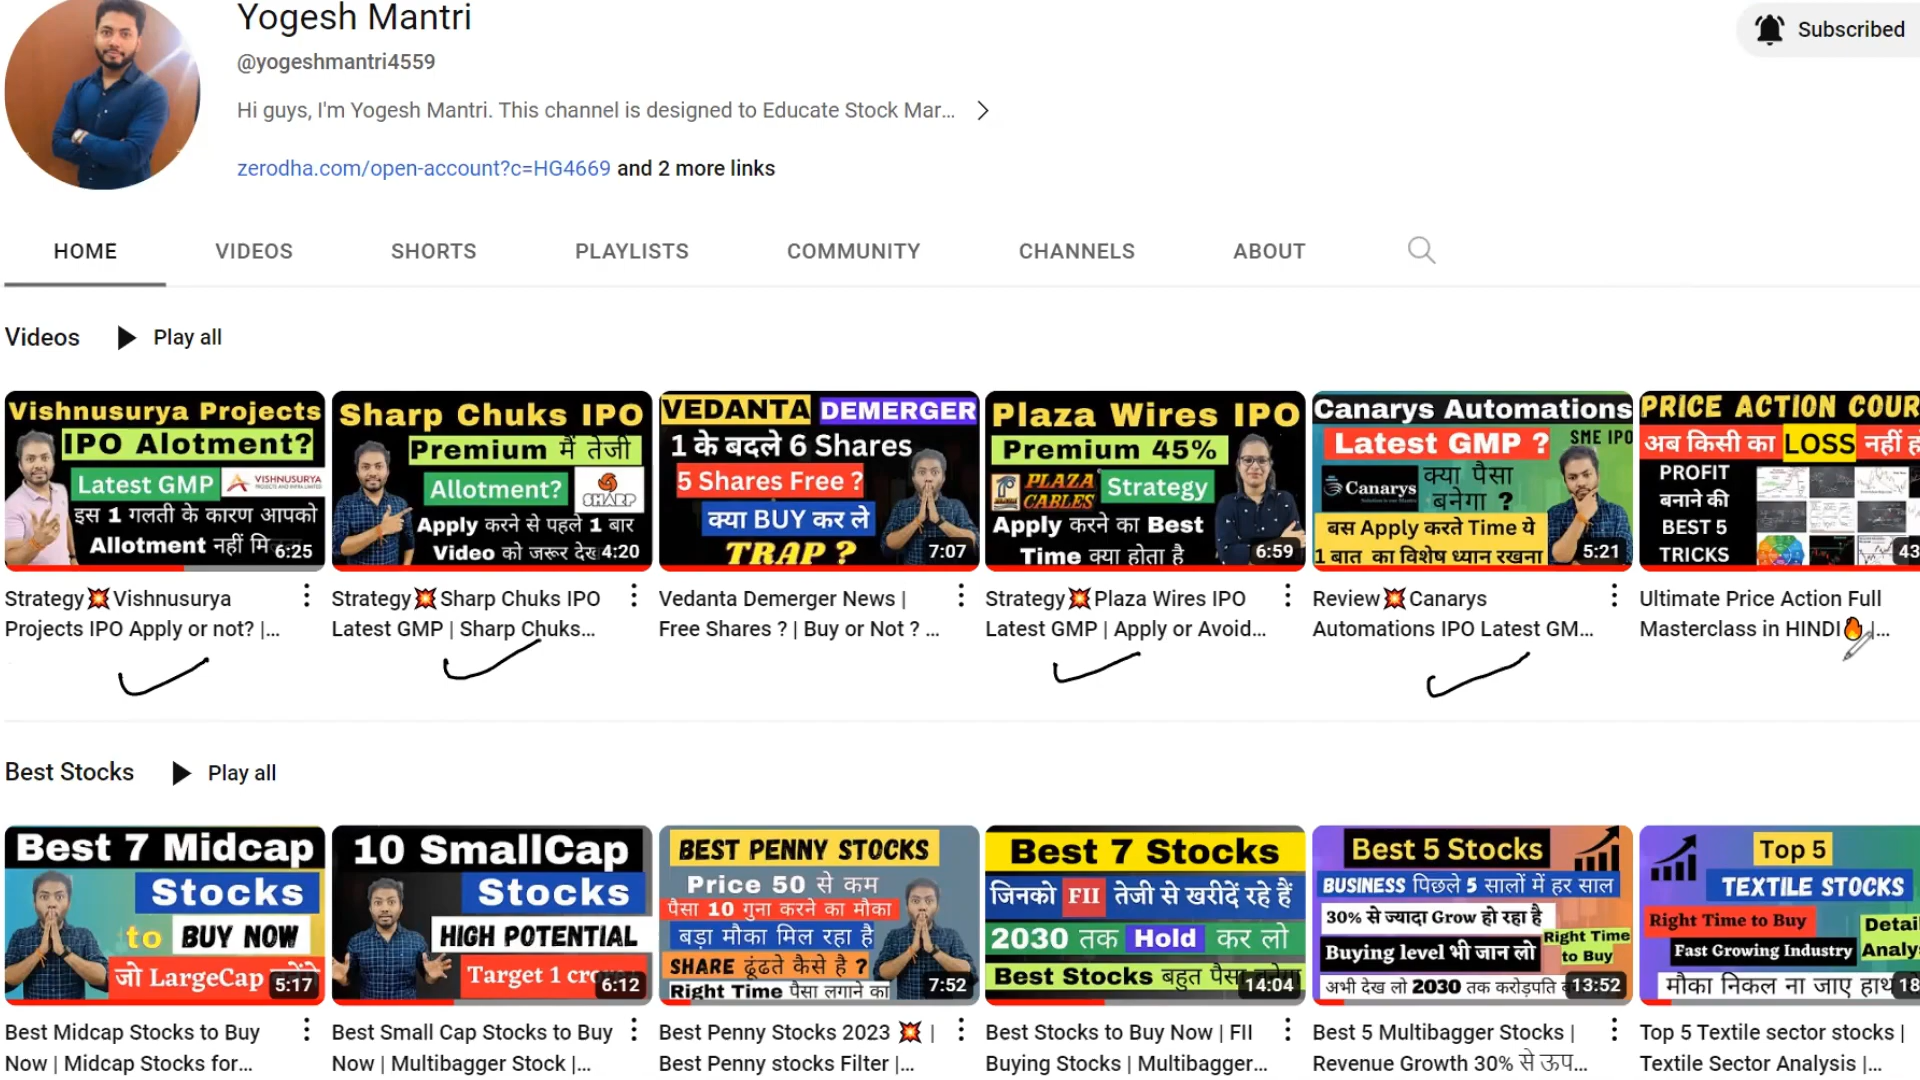 Yogesh Mantri
Subscribed
@yogeshmantri4559
Hi guys, I'm Yogesh Mantri. This channel is designed to Educate Stock Mar...
zerodha.com/open-account?c=HG4669 and 2 more links
HOME
VIDEOS
SHORTS
PLAYLISTS
COMMUNITY
CHANNELS
ABOUT
Videos
Play all
Vishnusurya Projects
IPO Alotment?
Latest GMP
VISHNUSURYA
इस 1 गलती के कारण आपको
Allotment नहीं
6:25
Strategy💥Vishnusurya
Projects IPO Apply or not? |...
Sharp Chuks IPO
Premium मैं तेजी
Allotment?
SHARP
Apply करने से पहले 1 बार
Video को जरूर
4:20
Strategy💥Sharp Chuks IPO
Latest GMP | Sharp Chuks...
VEDANTA DEMERGER
1 के बदले 6 Shares
5 Shares Free ?
क्या BUY कर ले
TRAP ?
7:07
Vedanta Demerger News |
Free Shares ? | Buy or Not ? ...
Plaza Wires IPO
Premium 45%
PLAZA
CABLES
Strategy
Apply करने का Best
Time क्या होता है
6:59
Strategy💥Plaza Wires IPO
Latest GMP | Apply or Avoid...
Canarys Automations
Latest GMP ?
SME IPO
Canarys
क्या पैसा
बनेगा ?
बस Apply करते Time ये
1 बात का विशेष ध्यान रखना
5:21
Review💥Canarys
Automations IPO Latest GM...
PRICE ACTION COUR
अब किसी का LOSS नहीं
PROFIT
बनाने की
BEST 5
TRICKS
43
Ultimate Price Action Full
Masterclass in HINDI🔥 |...
Best Stocks
Play all
Best 7 Midcap
Stocks
to BUY NOW
जो LargeCap
5:17
Best Midcap Stocks to Buy
Now | Midcap Stocks for...
10 SmallCap
Stocks
HIGH POTENTIAL
Target 1
6:12
Best Small Cap Stocks to Buy
Now | Multibagger Stock |...
BEST PENNY STOCKS
Price 50 से कम
पैसा 10 गुना करने का मौका
बड़ा मौका मिल रहा है
SHARE ढूंढते कैसे है ?
Right Time पैसा लगाने का
7:52
Best Penny Stocks 2023 💥 |
Best Penny stocks Filter |...
Best 7 Stocks
जिनको FII तेजी से खरीदें रहे हैं
2030 तक Hold कर लो
Best Stocks बहुत पैसा
14:04
Best Stocks to Buy Now | FII
Buying Stocks | Multibagger...
Best 5 Stocks
BUSINESS पिछले 5 सालों में हर साल
30% से ज्यादा Grow हो रहा है
Buying level भी जान लो
Right Time
to Buy
अभी देख लो 2030 तक करोड़पति
13:52
Best 5 Multibagger Stocks |
Revenue Growth 30% से ऊप...
Top 5
TEXTILE STOCKS
Right Time to Buy
Fast Growing Industry
Detail
Analy
मौका निकल ना जाए
18
Top 5 Textile sector stocks |
Textile Sector Analysis |...